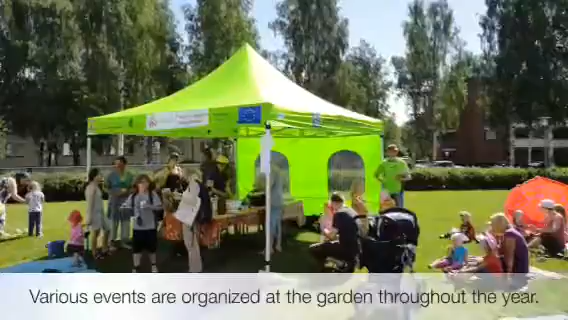 Various events are organized at the garden throughout the year.